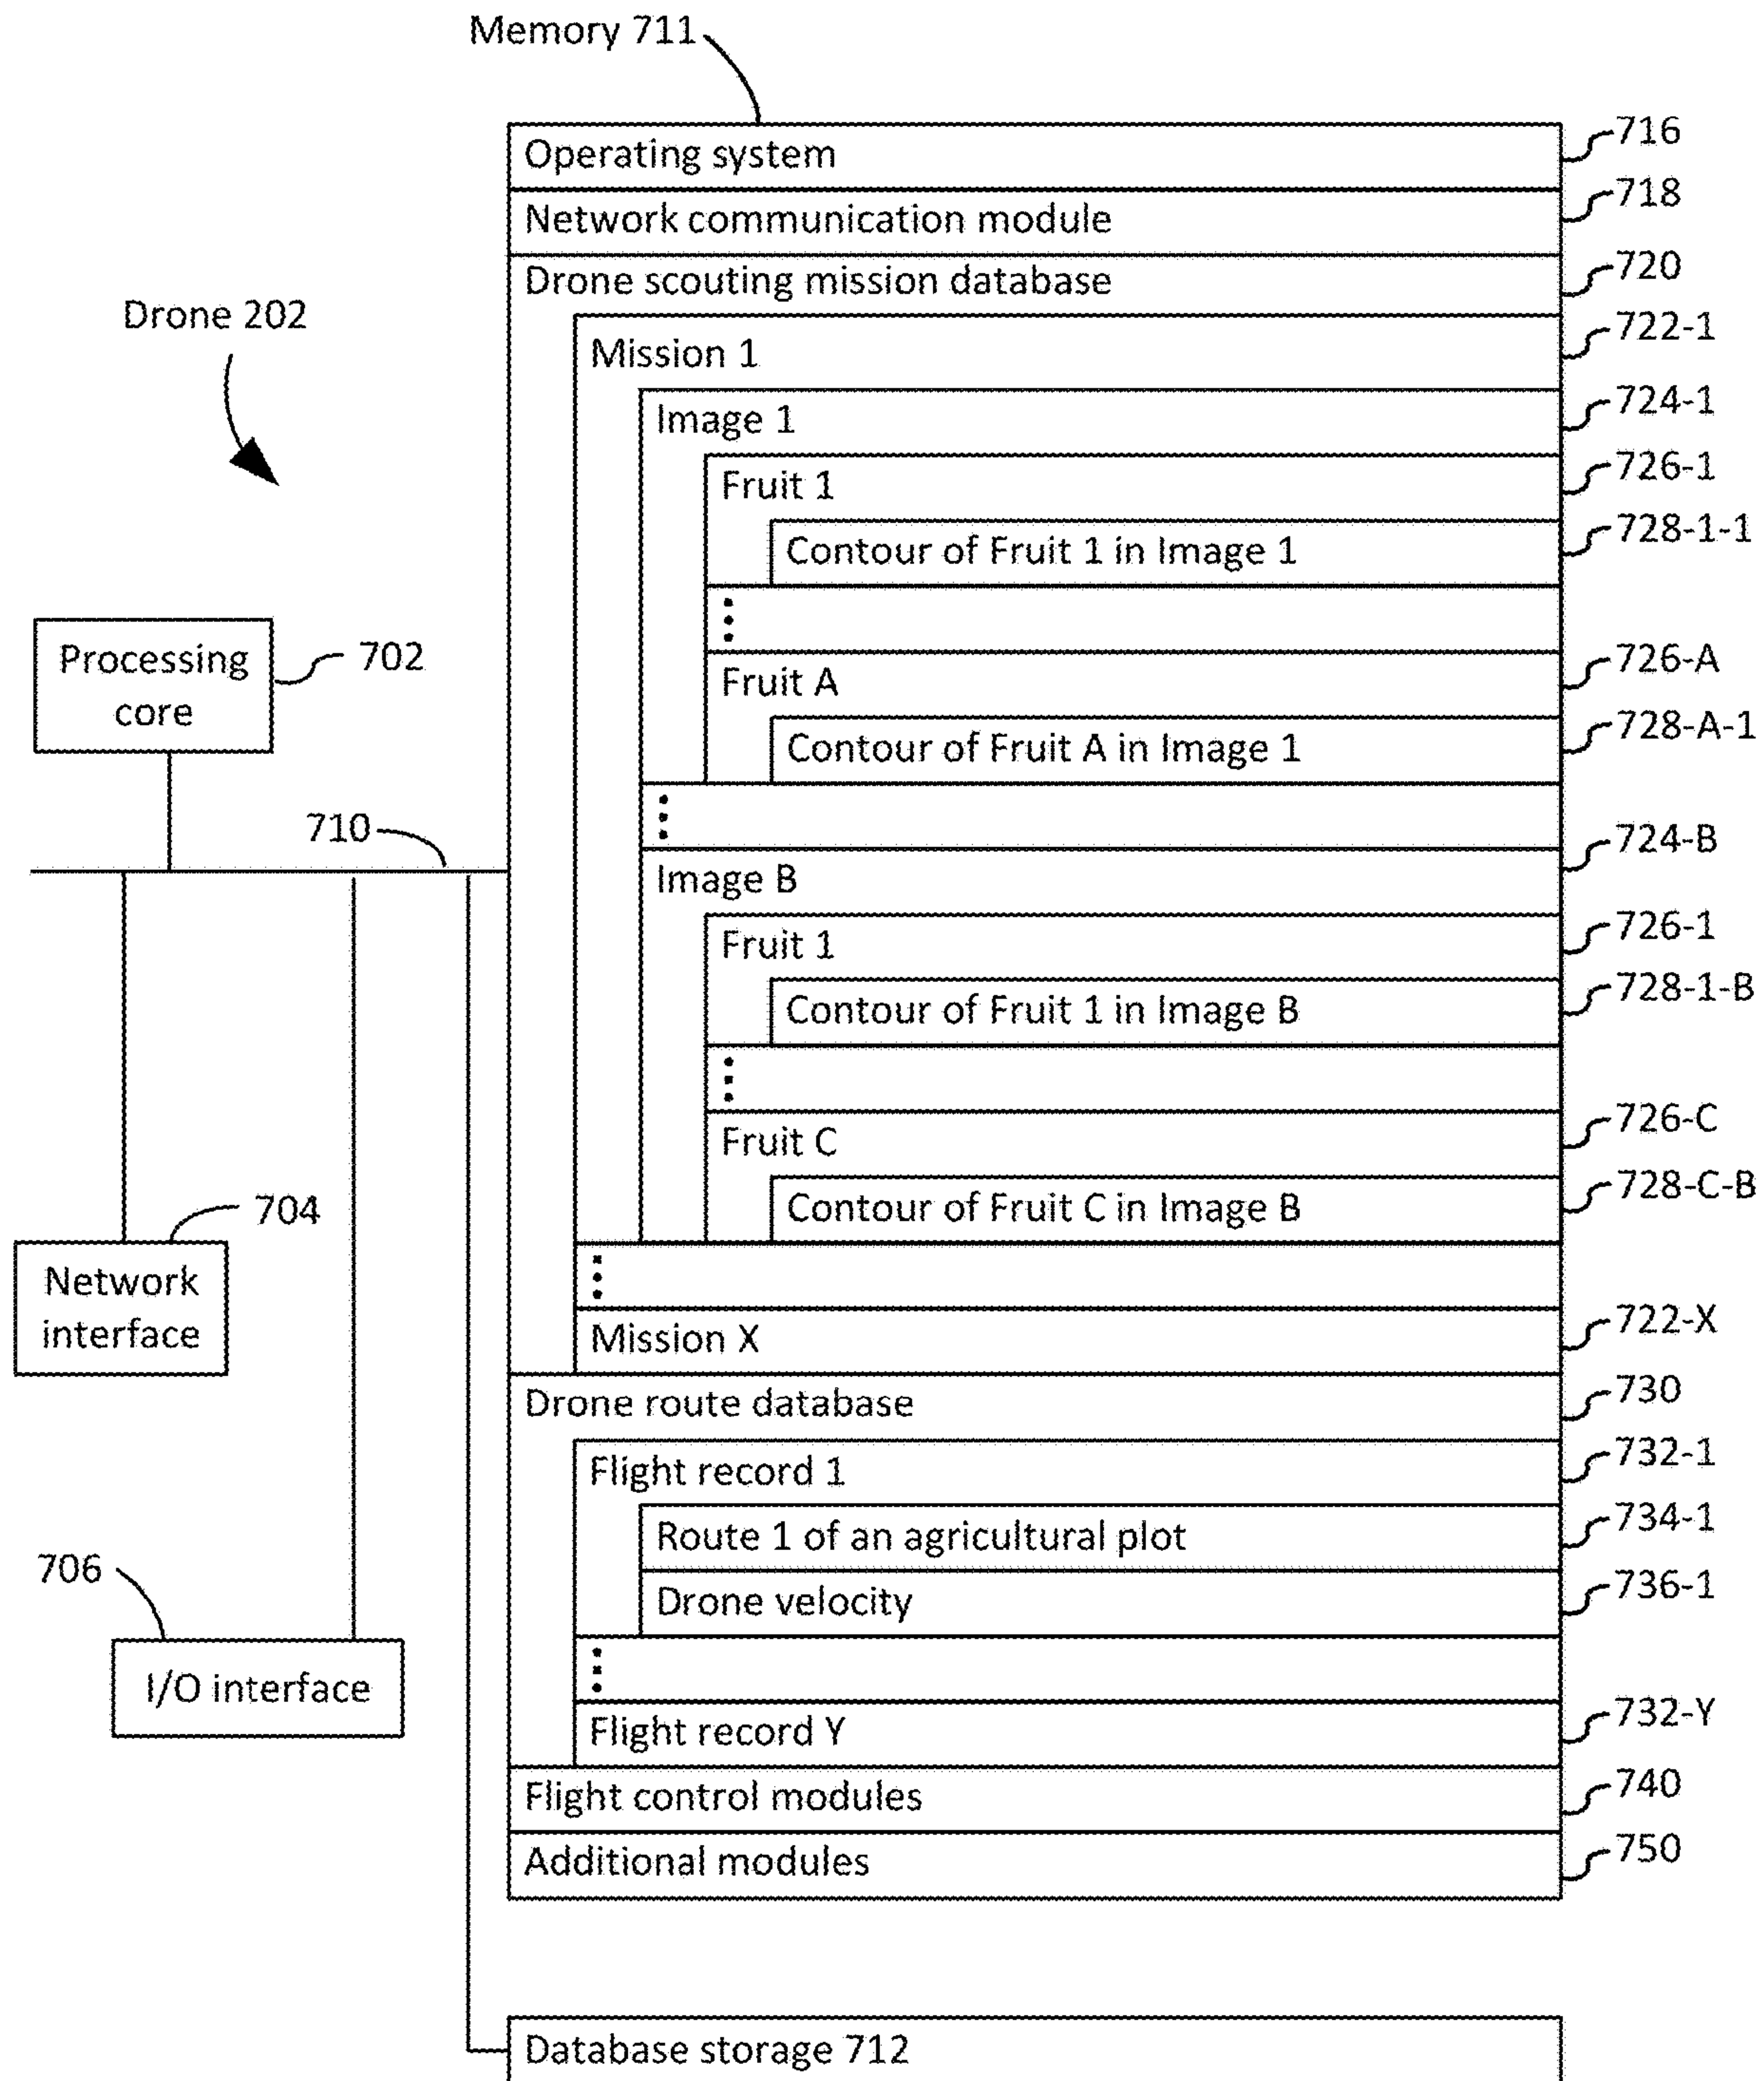 Memory 711
Operating system 716
Network communication module 718
Drone scouting mission database 720
Drone 202
Mission 1 722-1
Image 1 724-1
Fruit 1 726-1
Contour of Fruit 1 in Image 1 728-1-1
Processing
core
702
Fruit A 726-A
Contour of Fruit A in Image 1 728-A-1
710
Image B 724-B
Fruit 1 726-1
Contour of Fruit 1 in Image B 728-1-B
Fruit C 726-C
Contour of Fruit C in Image B 728-C-B
704
Network
interface
Mission X 722-X
Drone route database 730
Flight record 1 732-1
Route 1 of an agricultural plot 734-1
Drone velocity 736-1
706
I/O interface
Flight record Y 732-Y
Flight control modules 740
Additional modules 750
Database storage 712